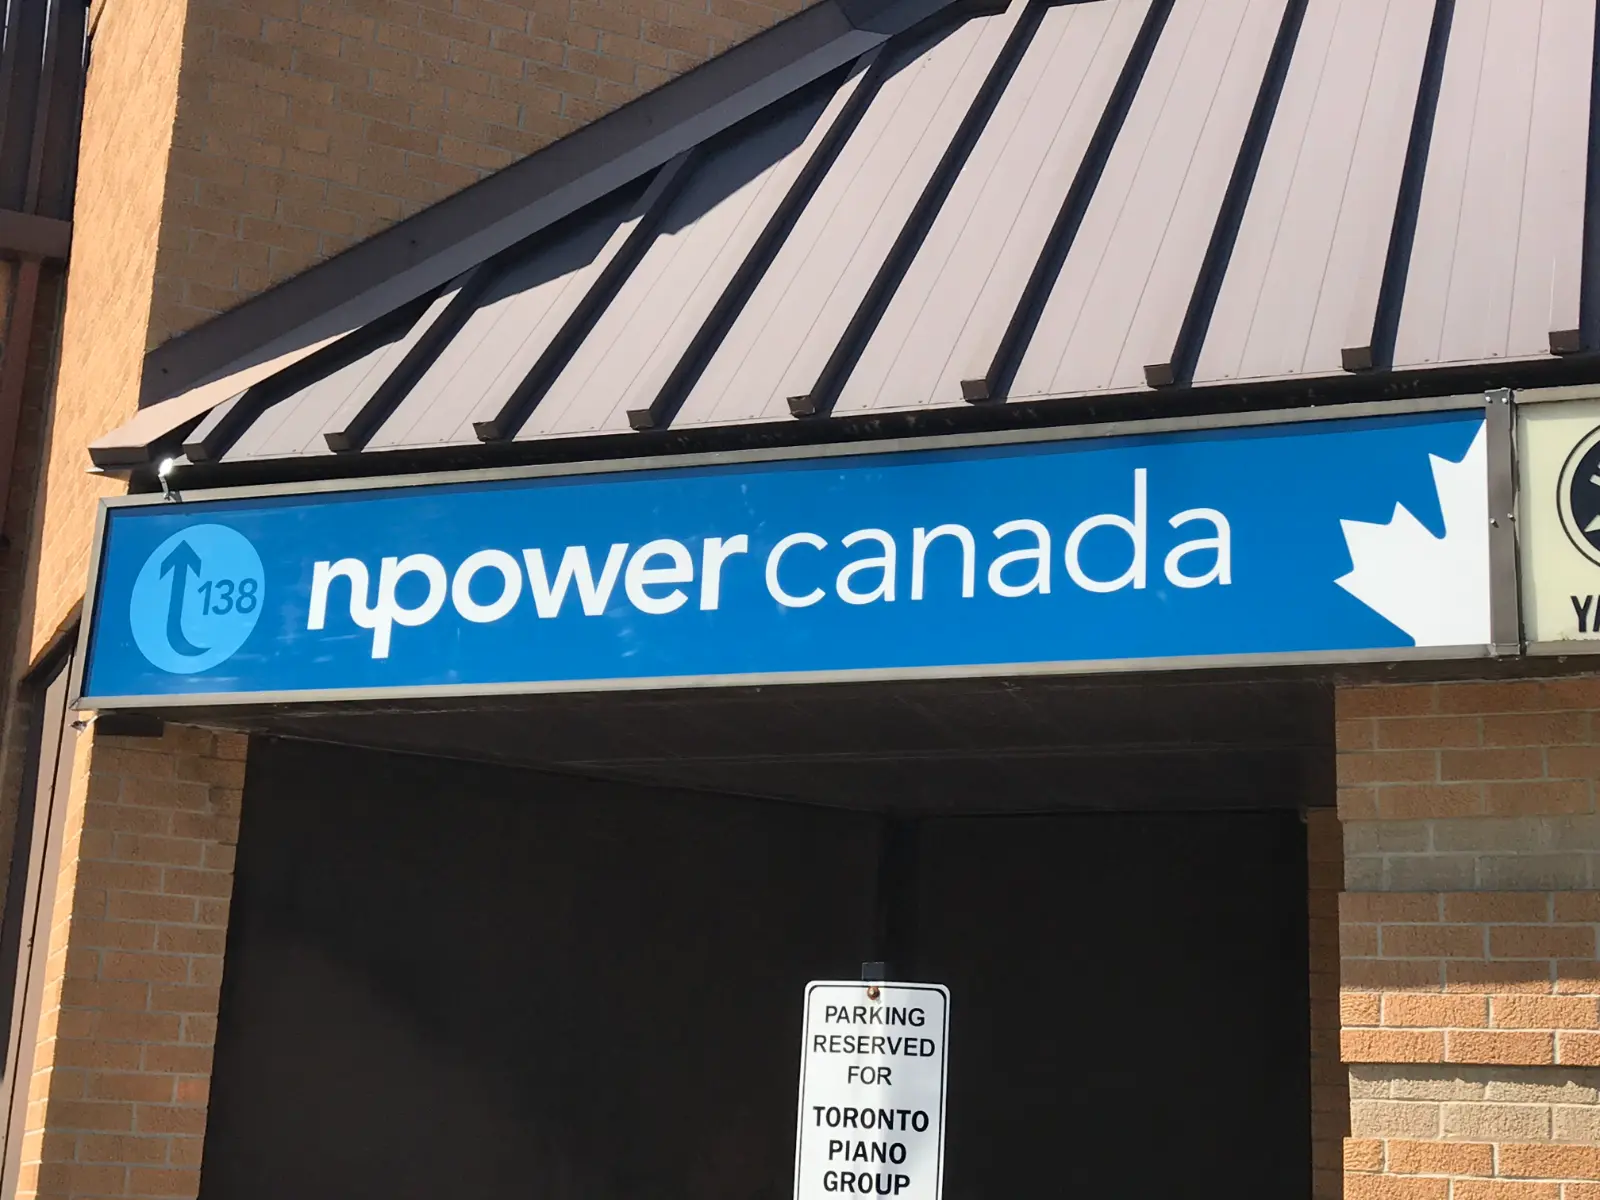 138
npower canada
PARKING
RESERVED
FOR
TORONTO
PIANO
GROUP